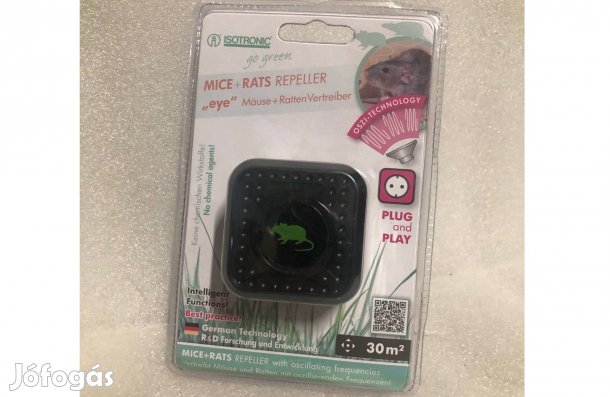 ISOTRONIC®
go green
MICE+RATS REPELLER
„eye“ Mäuse+RattenVertreiber
OSZI-TECHNOLOGY
Keine chemischen Wirkstoffe!
No chemical agents!
PLUG
and
PLAY
Intelligent
Functions!
Best practice!
German Technology
R&D Forschung und Entwicklung
30m²
MICE+RATS REPELLER with oscillating frequencies
Vertreibt Mäuse und Ratten mit oszillierenden Frequenzen!
Jófogás